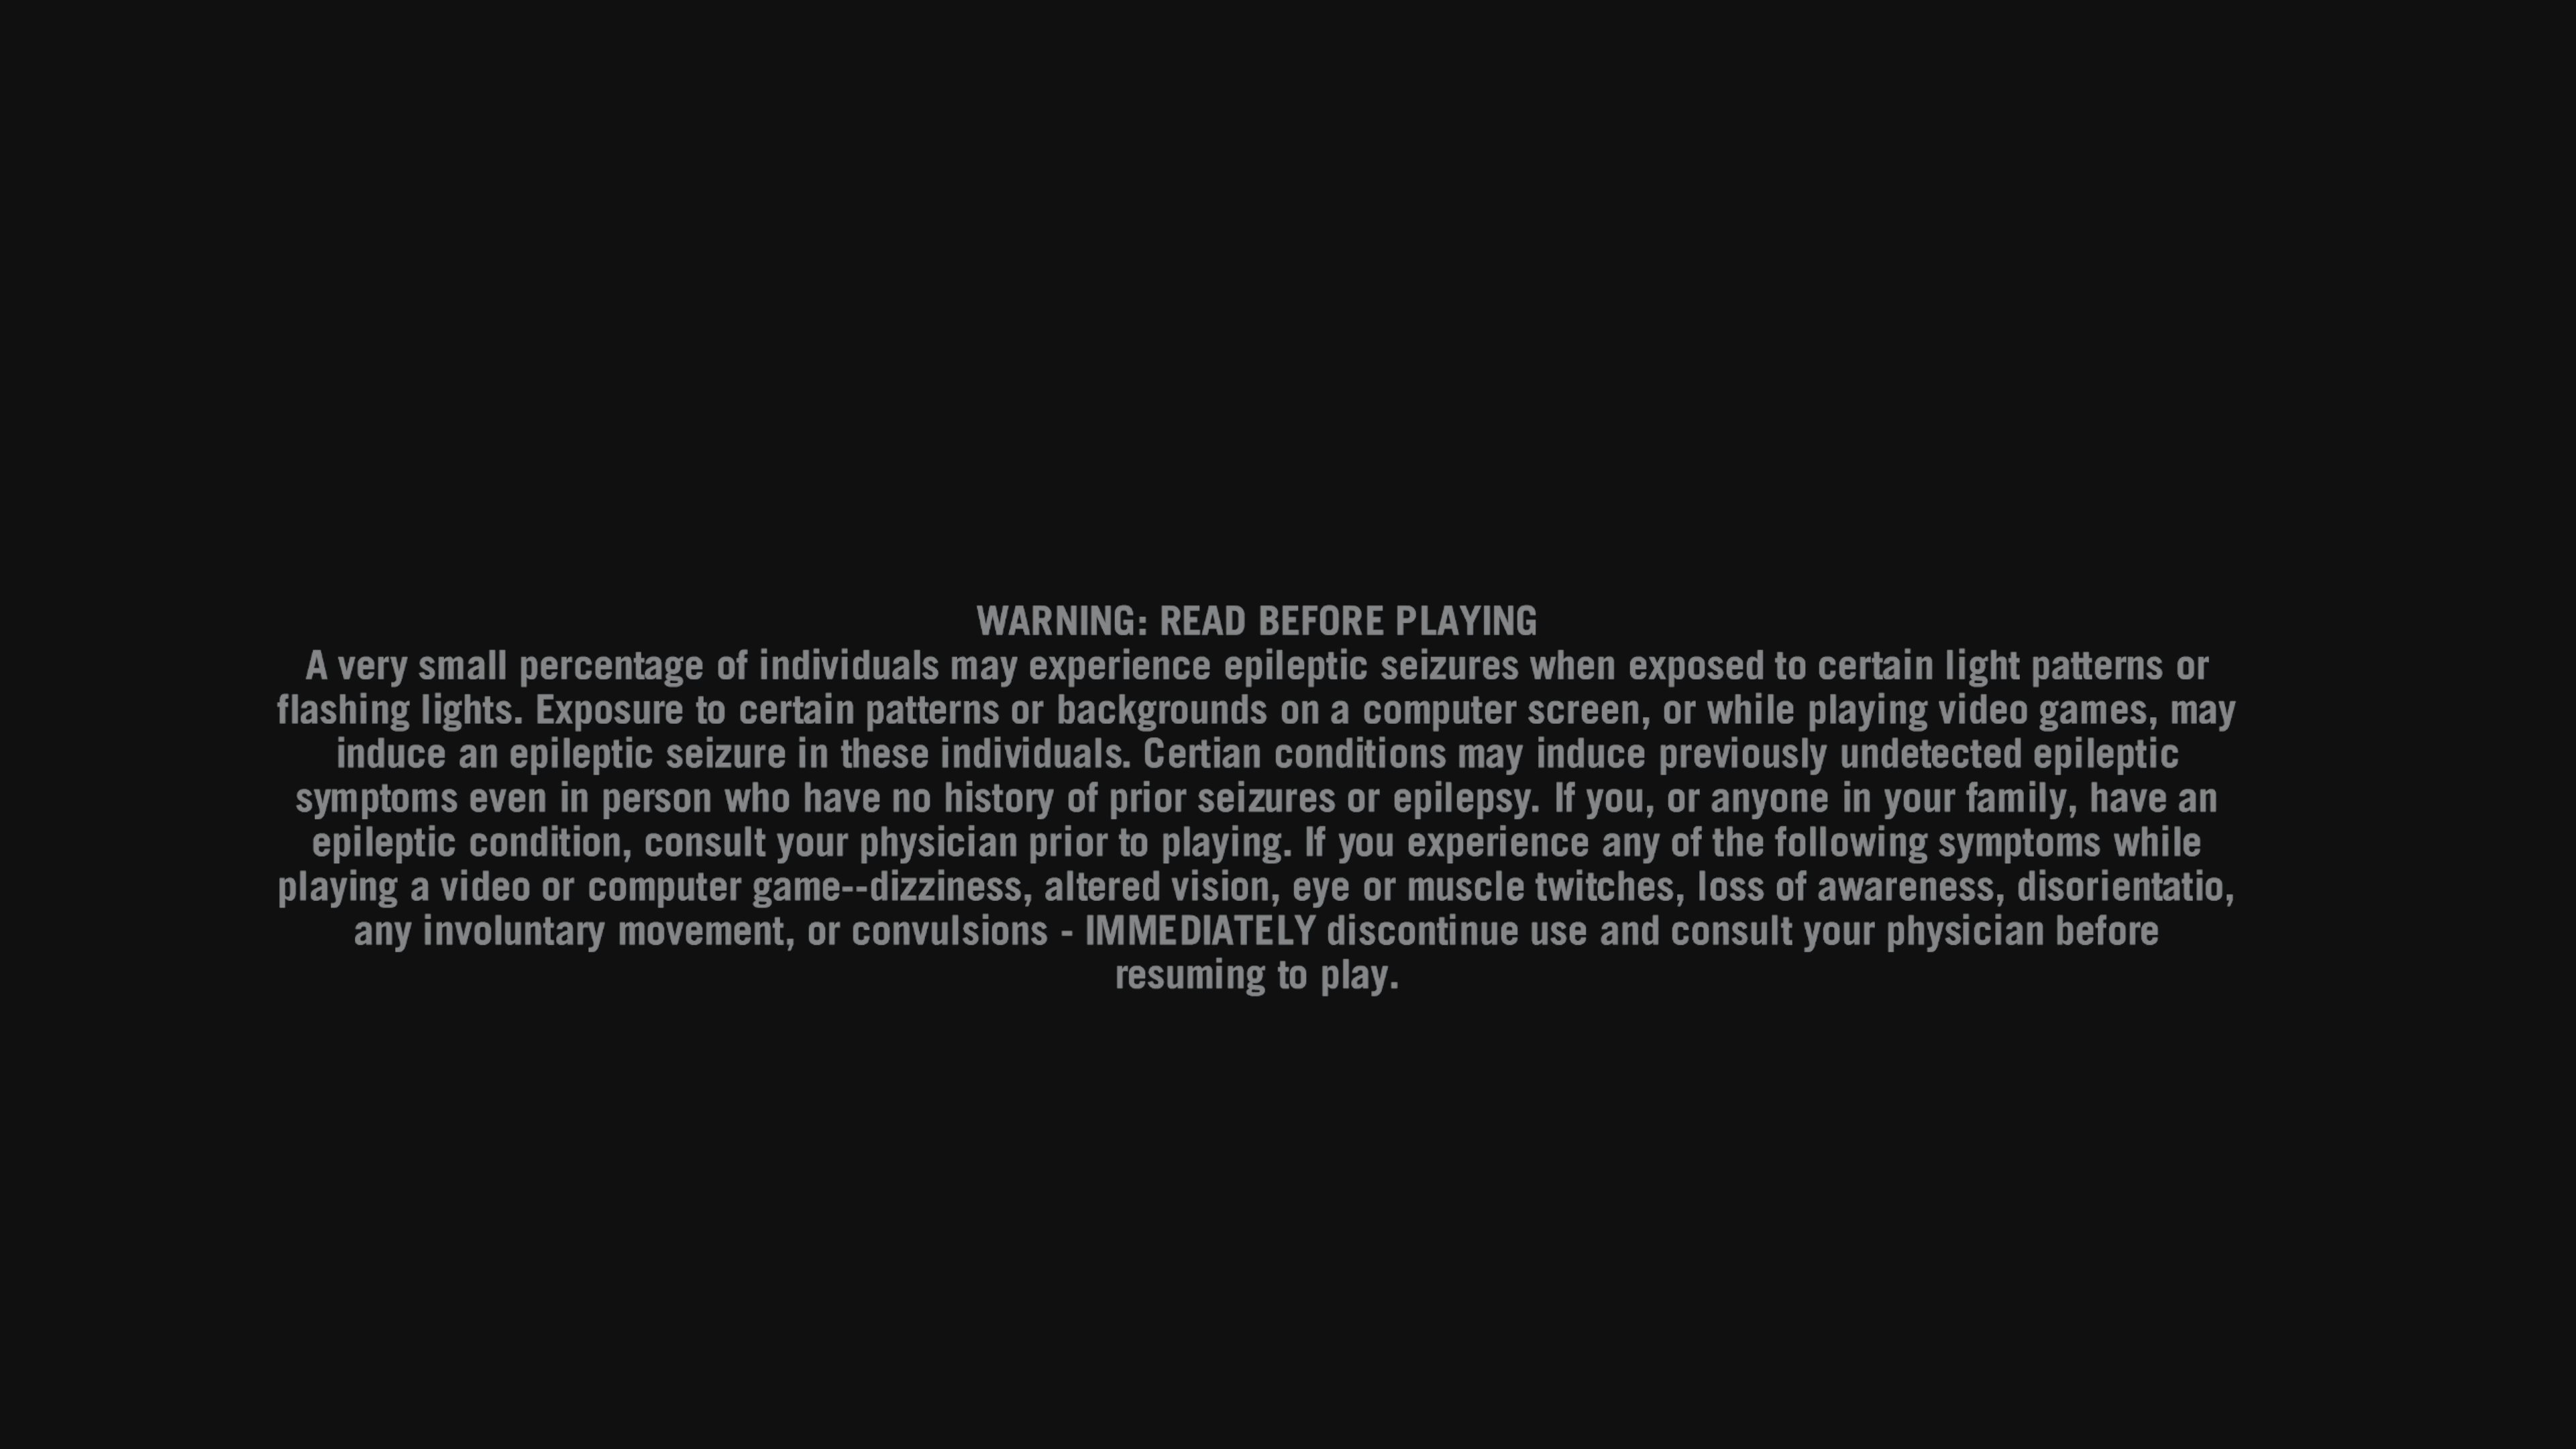 WARNING: READ BEFORE PLAYING
A very small percentage of individuals may experience epileptic seizures when exposed to certain light patterns or
flashing lights. Exposure to certain patterns or backgrounds on a computer screen, or while playing video games, may
induce an epileptic seizure in these individuals. Certian conditions may induce previously undetected epileptic
symptoms even in person who have no history of prior seizures or epilepsy. If you, or anyone in your family, have an
epileptic condition, consult your physician prior to playing. If you experience any of the following symptoms while
playing a video or computer game--dizziness, altered vision, eye or muscle twitches, loss of awareness, disorientatio,
any involuntary movement, or convulsions - IMMEDIATELY discontinue use and consult your physician before
resuming to play.